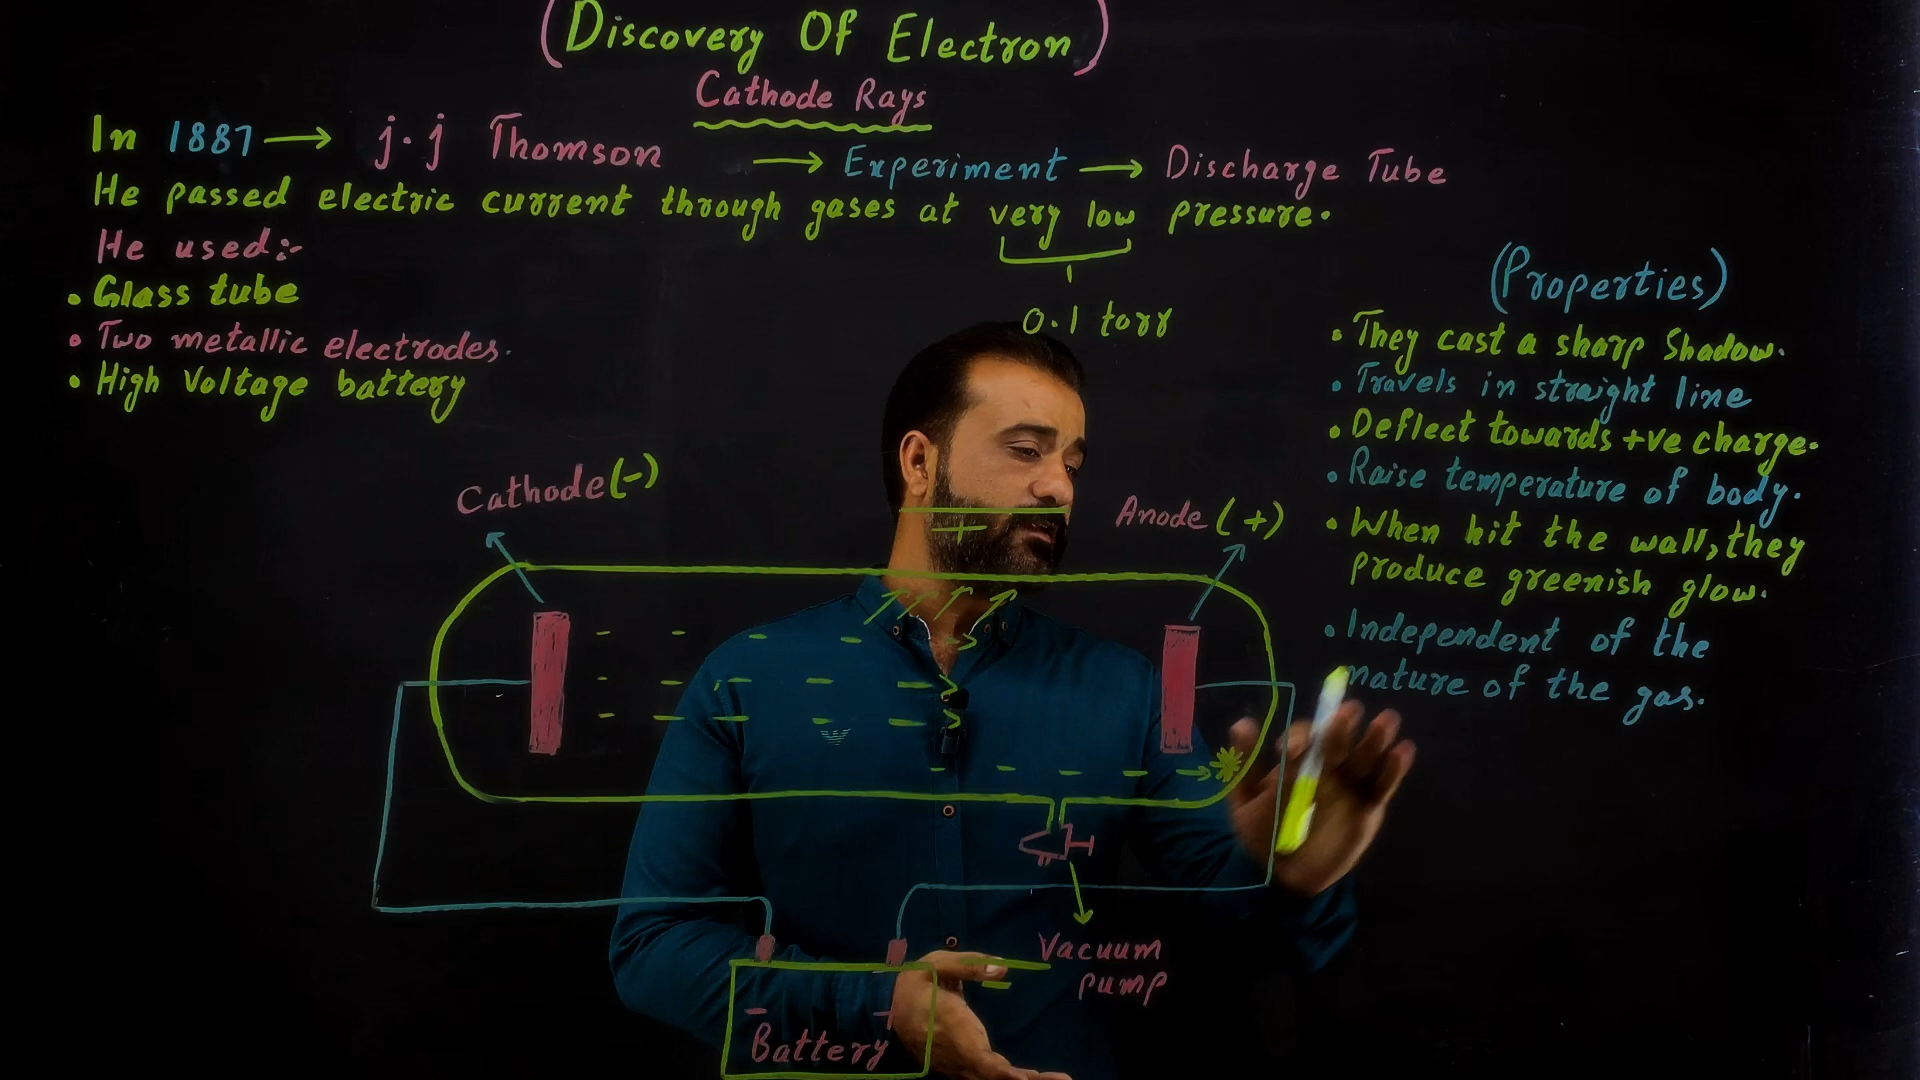 (Discovery Of Electron)
Cathode Rays
In 1887 → j.j Thomson → Experiment → Discharge Tube
He passed electric current through gases at very low pressure.
0.1 torr
He used:-
• Glass tube
• Two metallic electrodes.
• High Voltage battery
(Properties)
• They cast a sharp Shadow.
• Travels in straight line
• Deflect towards +ve charge.
• Raise temperature of body.
• When hit the wall, they
produce greenish glow.
• Independent of the
nature of the gas.
Cathode (-)
Anode (+)
+
Vacuum
pump
- +
Battery